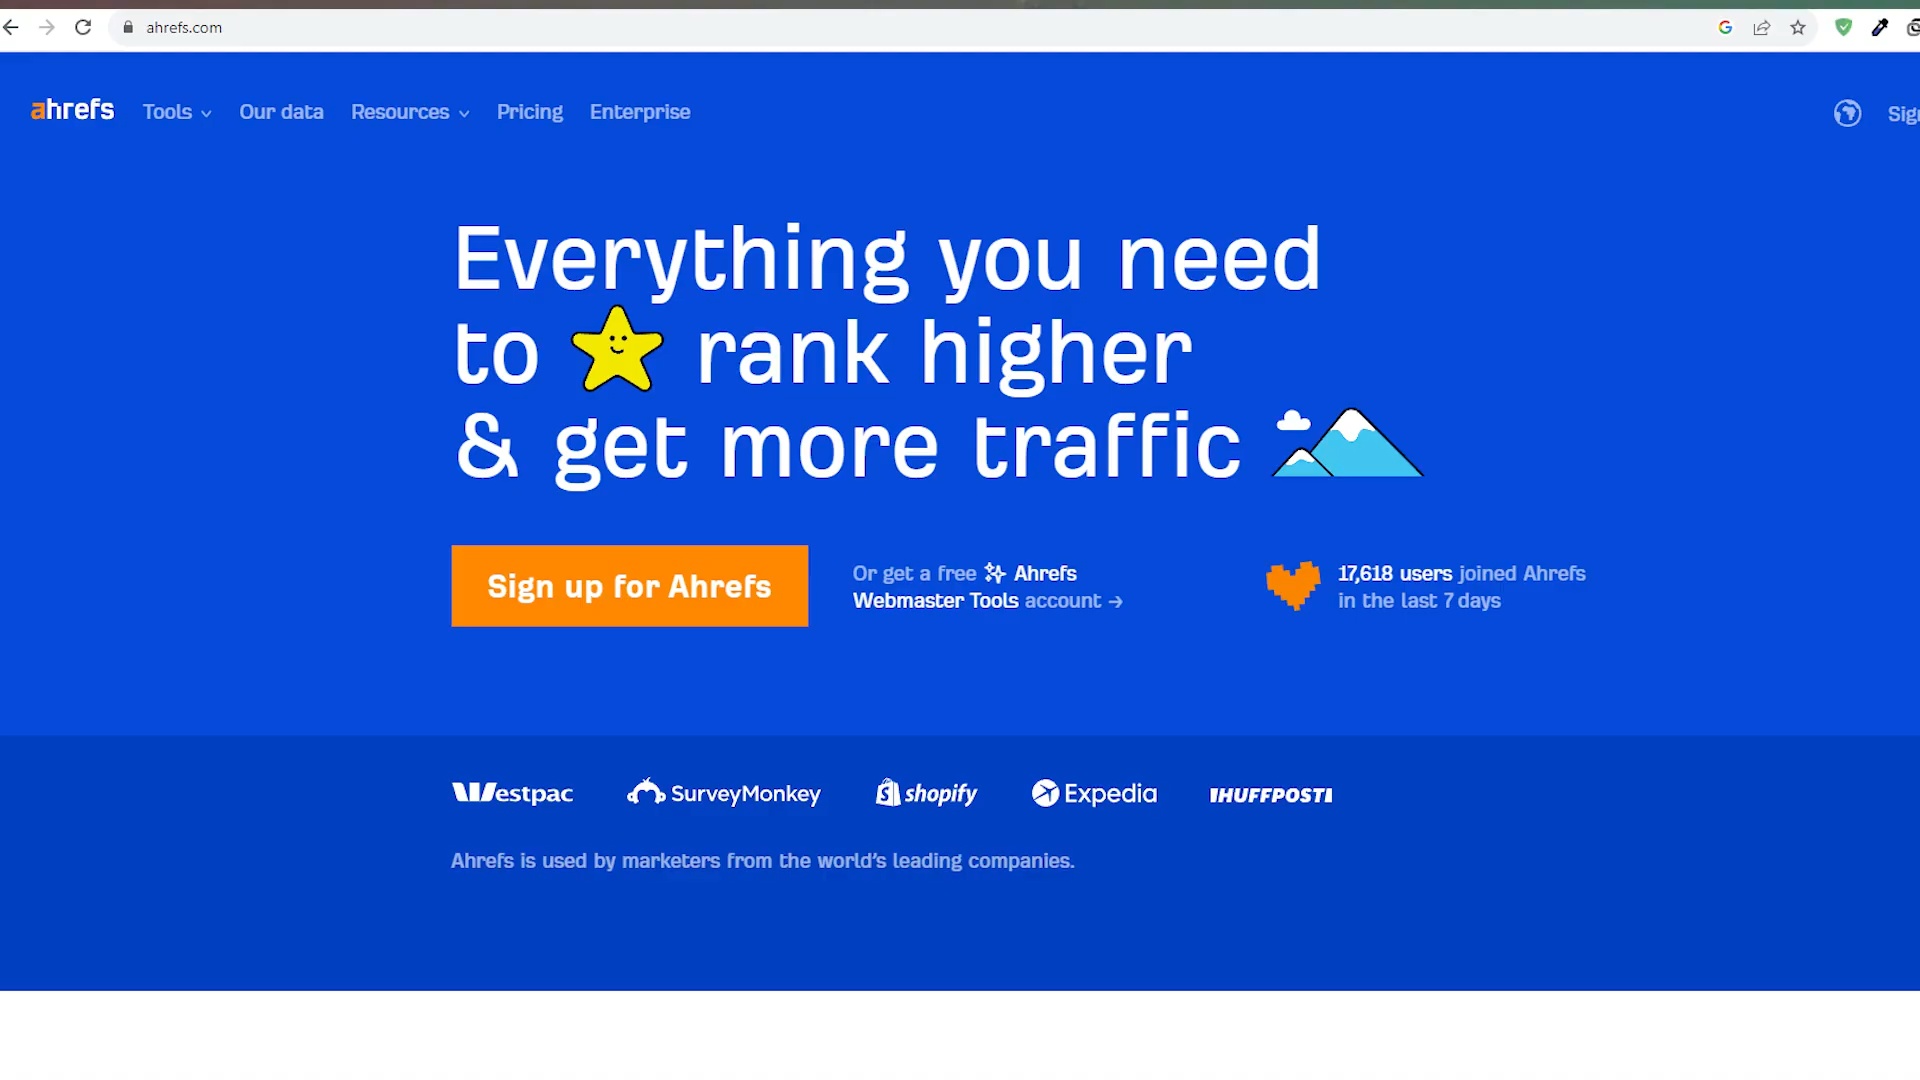 ahrefs.com
ahrefs Tools Our data Resources Pricing Enterprise
Everything you need
to rank higher
& get more traffic
Sign up for Ahrefs
Or get a free Ahrefs
Webmaster Tools account →
17,618 users joined Ahrefs
in the last 7 days
Westpac SurveyMonkey shopify Expedia IHUFFPOSTI
Ahrefs is used by marketers from the world's leading companies.